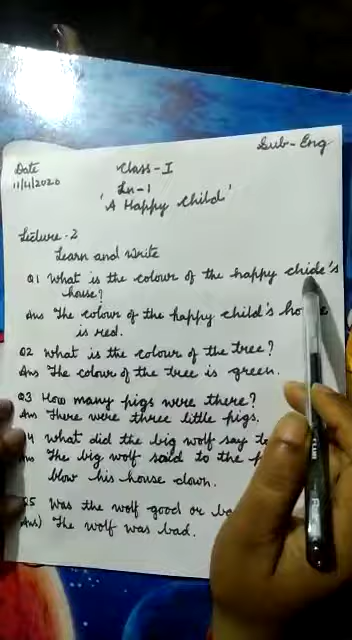 Sub- Eng
Date
11/4/2020
Class-I
Ln-1
'A Happy Child'
Lecture-2
Learn and write
Q1 What is the colour of the happy chide's
house?
Ans The colour of the happy child's
is red.
Q2 what is the colour of the tree?
Ans The colour of the tree is green.
Q3 How many pigs were there?
Ans There were three little pigs.
4 what did the big wolf say
The big wolf said to the
blow his house down.
5 Was the wolf good or
Ans) The wolf was bad.